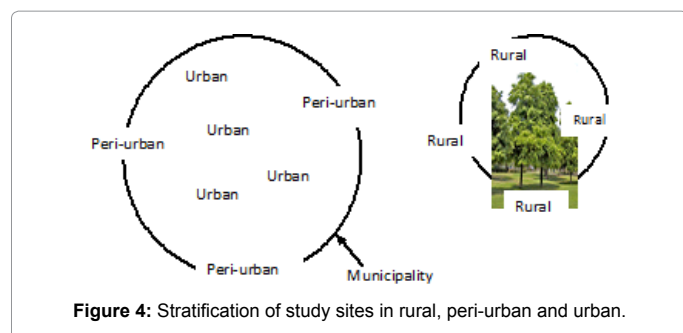 Urban
Rural
Peri-urban
Rural
Urban
Peri-urban
Rural
Urban
Urban
Rural
Peri-urban
Municipality
Figure 4: Stratification of study sites in rural, peri-urban and urban.